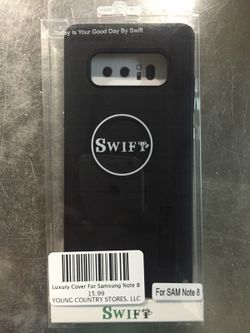 Today Is Your Good Day By Swift
SWIFT
Luxury Cover For Samsung Note 8
15.99
YOUNG COUNTRY STORES, LLC
For SAM Note 8
SWIFT